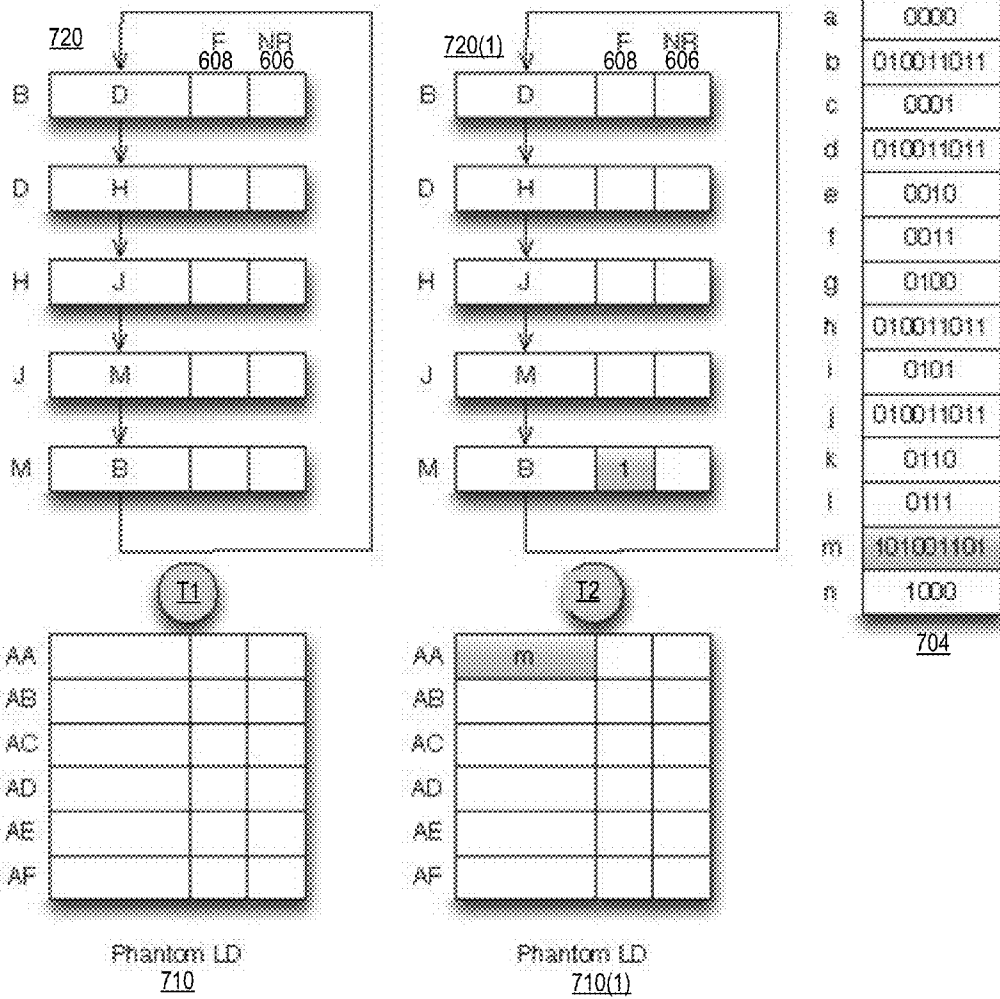 720
F
608
NR
606
B D
D H
H J
J M
M B
T1
AA
AB
AC
AD
AE
AF
Phantom LD
710
720(1)
F
608
NR
606
B D
D H
H J
J M
M B 1
T2
AA m
AB
AC
AD
AE
AF
Phantom LD
710(1)
a 0000
b 010011011
c 0001
d 010011011
e 0010
f 0011
g 0100
h 010011011
i 0101
j 010011011
k 0110
l 0111
m 101001101
n 1000
704